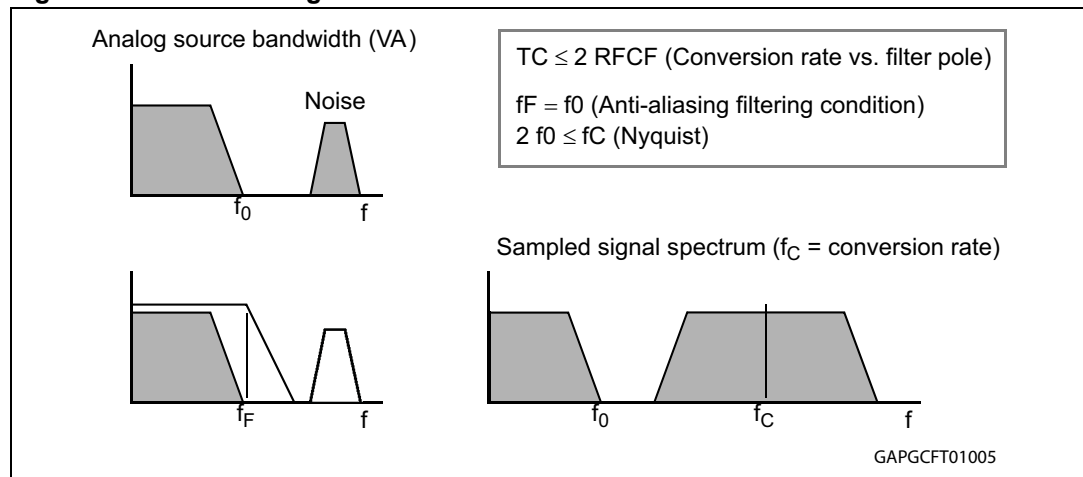 Analog source bandwidth (VA)
Noise
f0
f
TC ≤ 2 RFCF (Conversion rate vs. filter pole)
fF = f0 (Anti-aliasing filtering condition)
2 f0 ≤ fC (Nyquist)
fF
f
Sampled signal spectrum (fC = conversion rate)
f0
fC
f
GAPGCFT01005